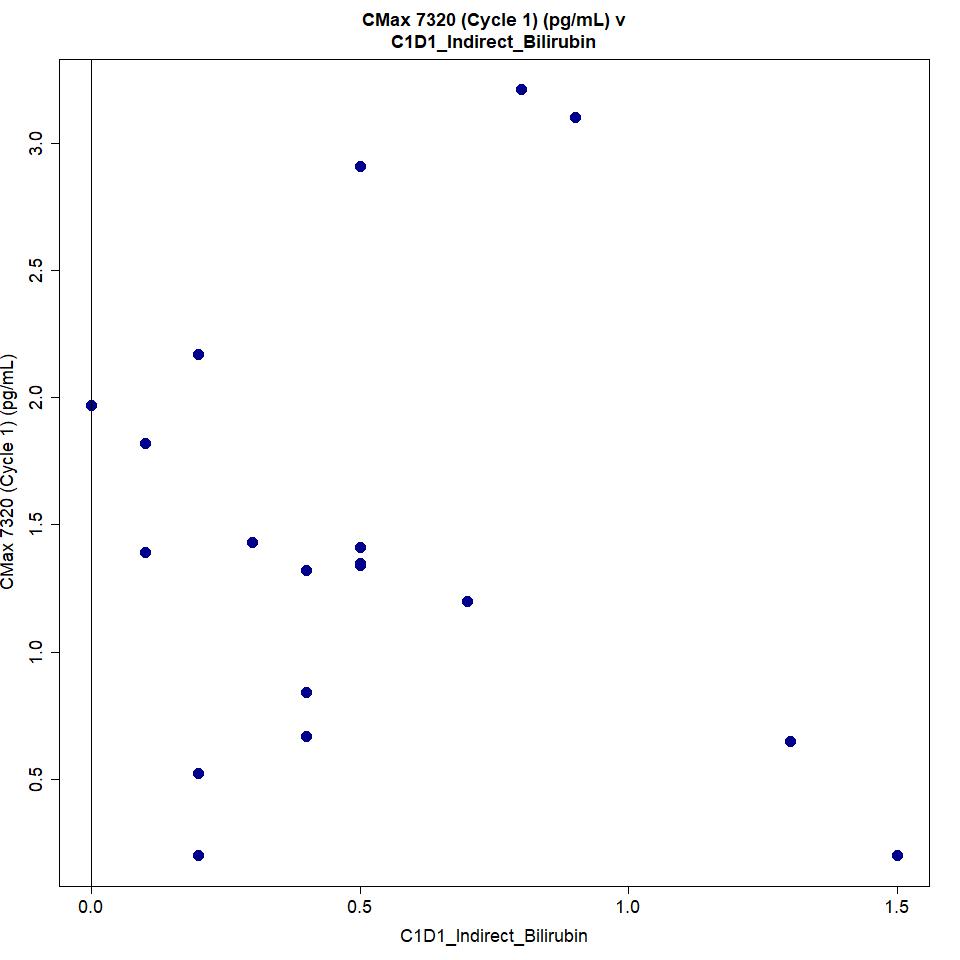 CMax 7320 (Cycle 1) (pg/mL) v
C1D1_Indirect_Bilirubin
CMax 7320 (Cycle 1) (pg/mL)
3.0
2.5
2.0
1.5
1.0
0.5
0.0
0.5
1.0
1.5
C1D1_Indirect_Bilirubin